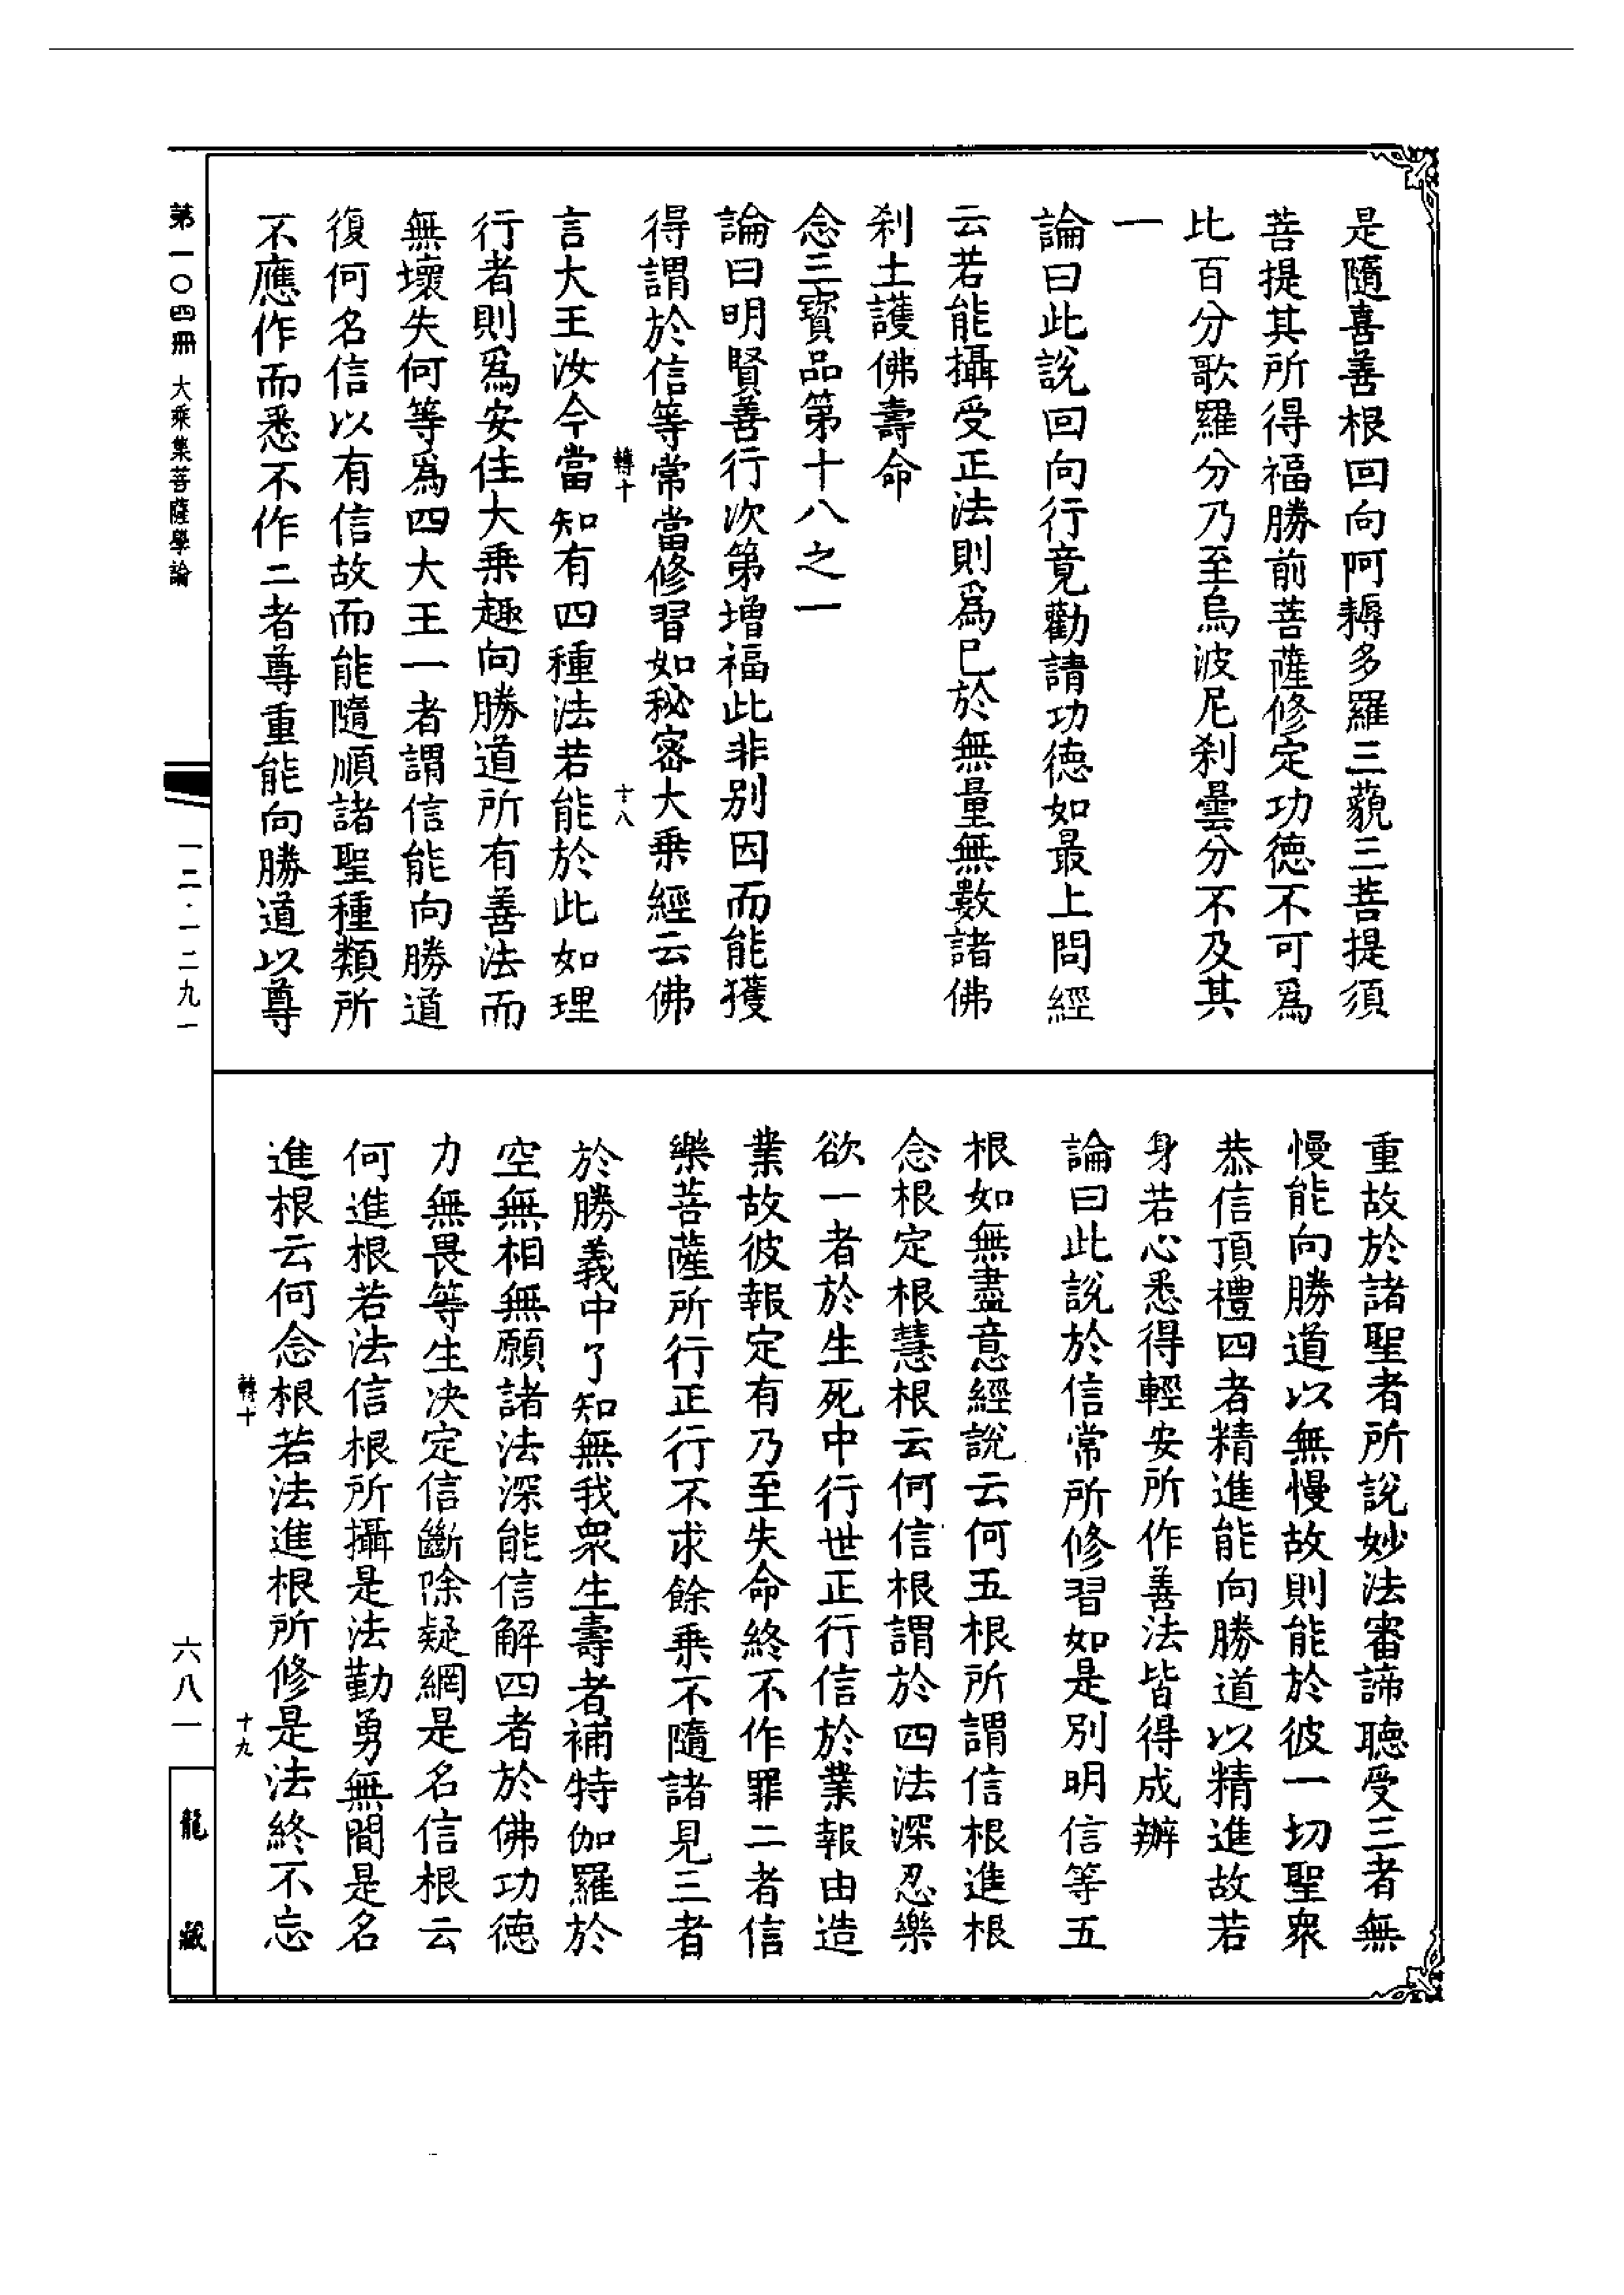 是隨喜善根回向阿耨多羅三藐三菩提須
菩提其所得福勝前菩薩修定功德不可爲
比百分歌羅分乃至烏波尼刹曇分不及其
一
論曰此說回向行竟勸請功德如最上問經
云若能攝受正法則爲已於無量無數諸佛
刹土護佛壽命
念三寶品第十八之一
論曰明賢善行次第增福此非别因而能獲
得謂於信等常當修習如秘密大乘經云佛
轉十
十八
言大王汝今當知有四種法若能於此如理
行者則爲安住大乘趣向勝道所有善法而
無壞失何等爲四大王一者謂信能向勝道
復何名信以有信故而能隨順諸聖種類所
不應作而悉不作二者尊重能向勝道以尊
重故於諸聖者所說妙法審諦聽受三者無
慢能向勝道以無慢故則能於彼一切聖衆
恭信頂禮四者精進能向勝道以精進故若
身若心悉得輕安所作善法皆得成辦
論曰此說於信常所修習如是別明信等五
根如無盡意經說云何五根所謂信根進根
念根定根慧根云何信根謂於四法深忍樂
欲一者於生死中行世正行信於業報由造
業故彼報定有乃至失命終不作罪二者信
樂菩薩所行正行不求餘乘不隨諸見三者
於勝義中了知無我衆生壽者補特伽羅於
空無相無願諸法深能信解四者於佛功德
力無畏等生决定信斷除疑網是名信根云
何進根若法信根所攝是法勤勇無間是名
進根云何念根若法進根所修是法終不忘
轉十
十九
第一〇四冊 大乘集菩薩學論
一二·一二九一
六八一
龍藏